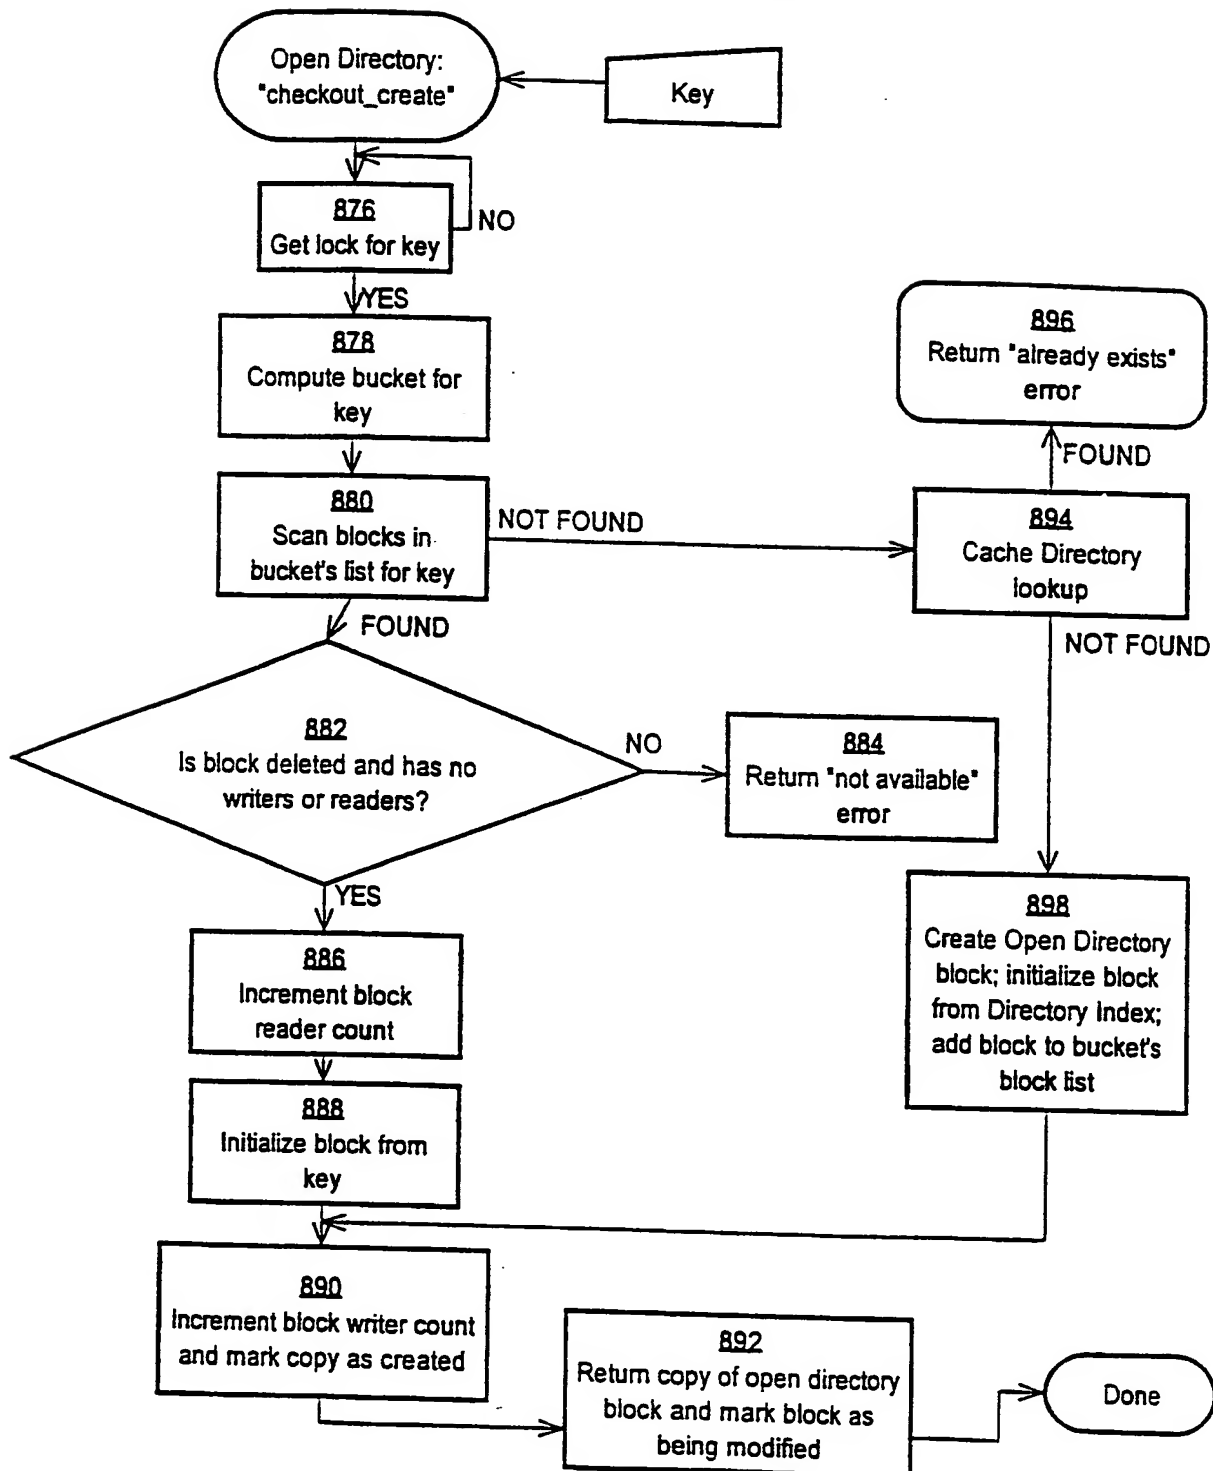 Open Directory:
"checkout_create"
Key
876
Get lock for key
NO
YES
878
Compute bucket for
key
896
Return "already exists"
error
FOUND
880
Scan blocks in
bucket's list for key
NOT FOUND
894
Cache Directory
lookup
FOUND
NOT FOUND
882
Is block deleted and has no
writers or readers?
NO
884
Return "not available"
error
YES
886
Increment block
reader count
898
Create Open Directory
block; initialize block
from Directory Index;
add block to bucket's
block list
888
Initialize block from
key
890
Increment block writer count
and mark copy as created
892
Return copy of open directory
block and mark block as
being modified
Done